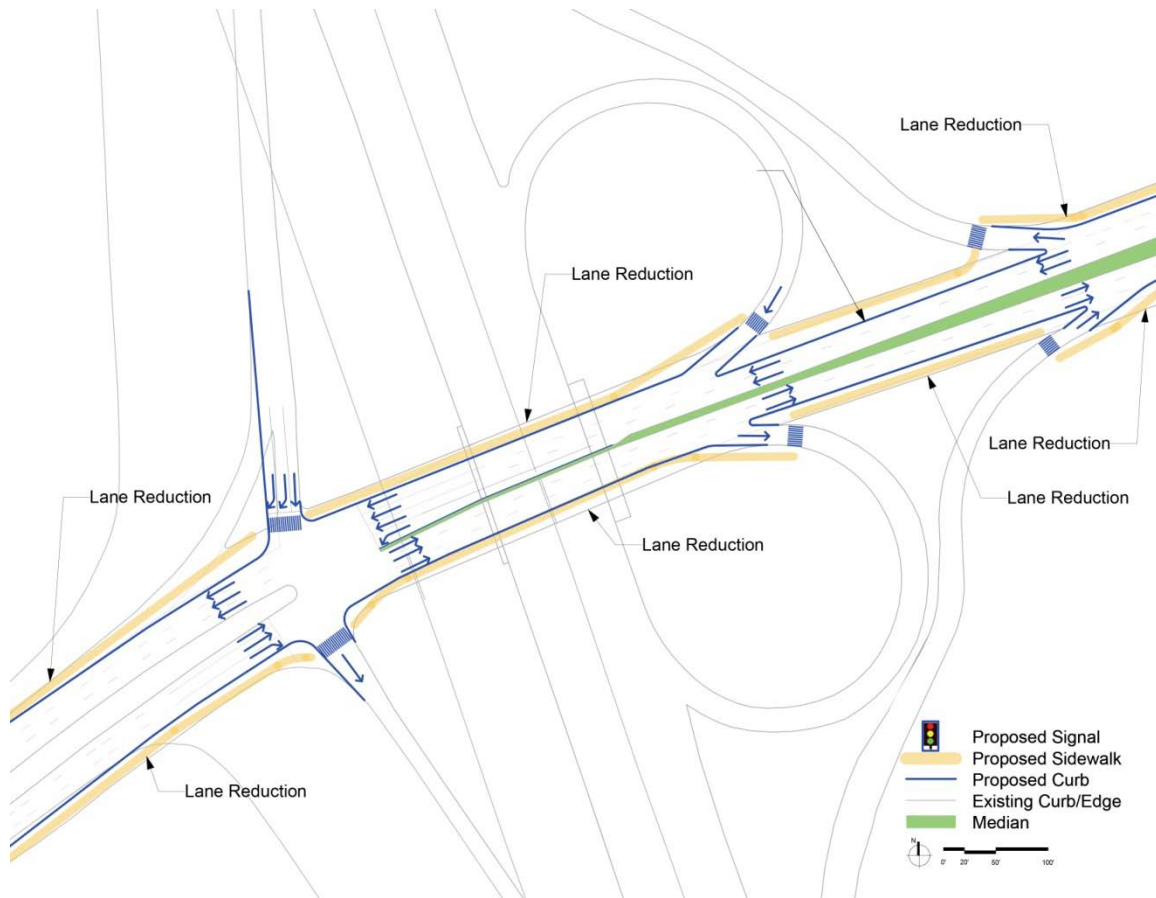 Lane Reduction
Lane Reduction
Lane Reduction
Lane Reduction
Lane Reduction
Lane Reduction
Lane Reduction
Proposed Signal
Proposed Sidewalk
Proposed Curb
Existing Curb/Edge
Median
N
0' 20' 50' 100'